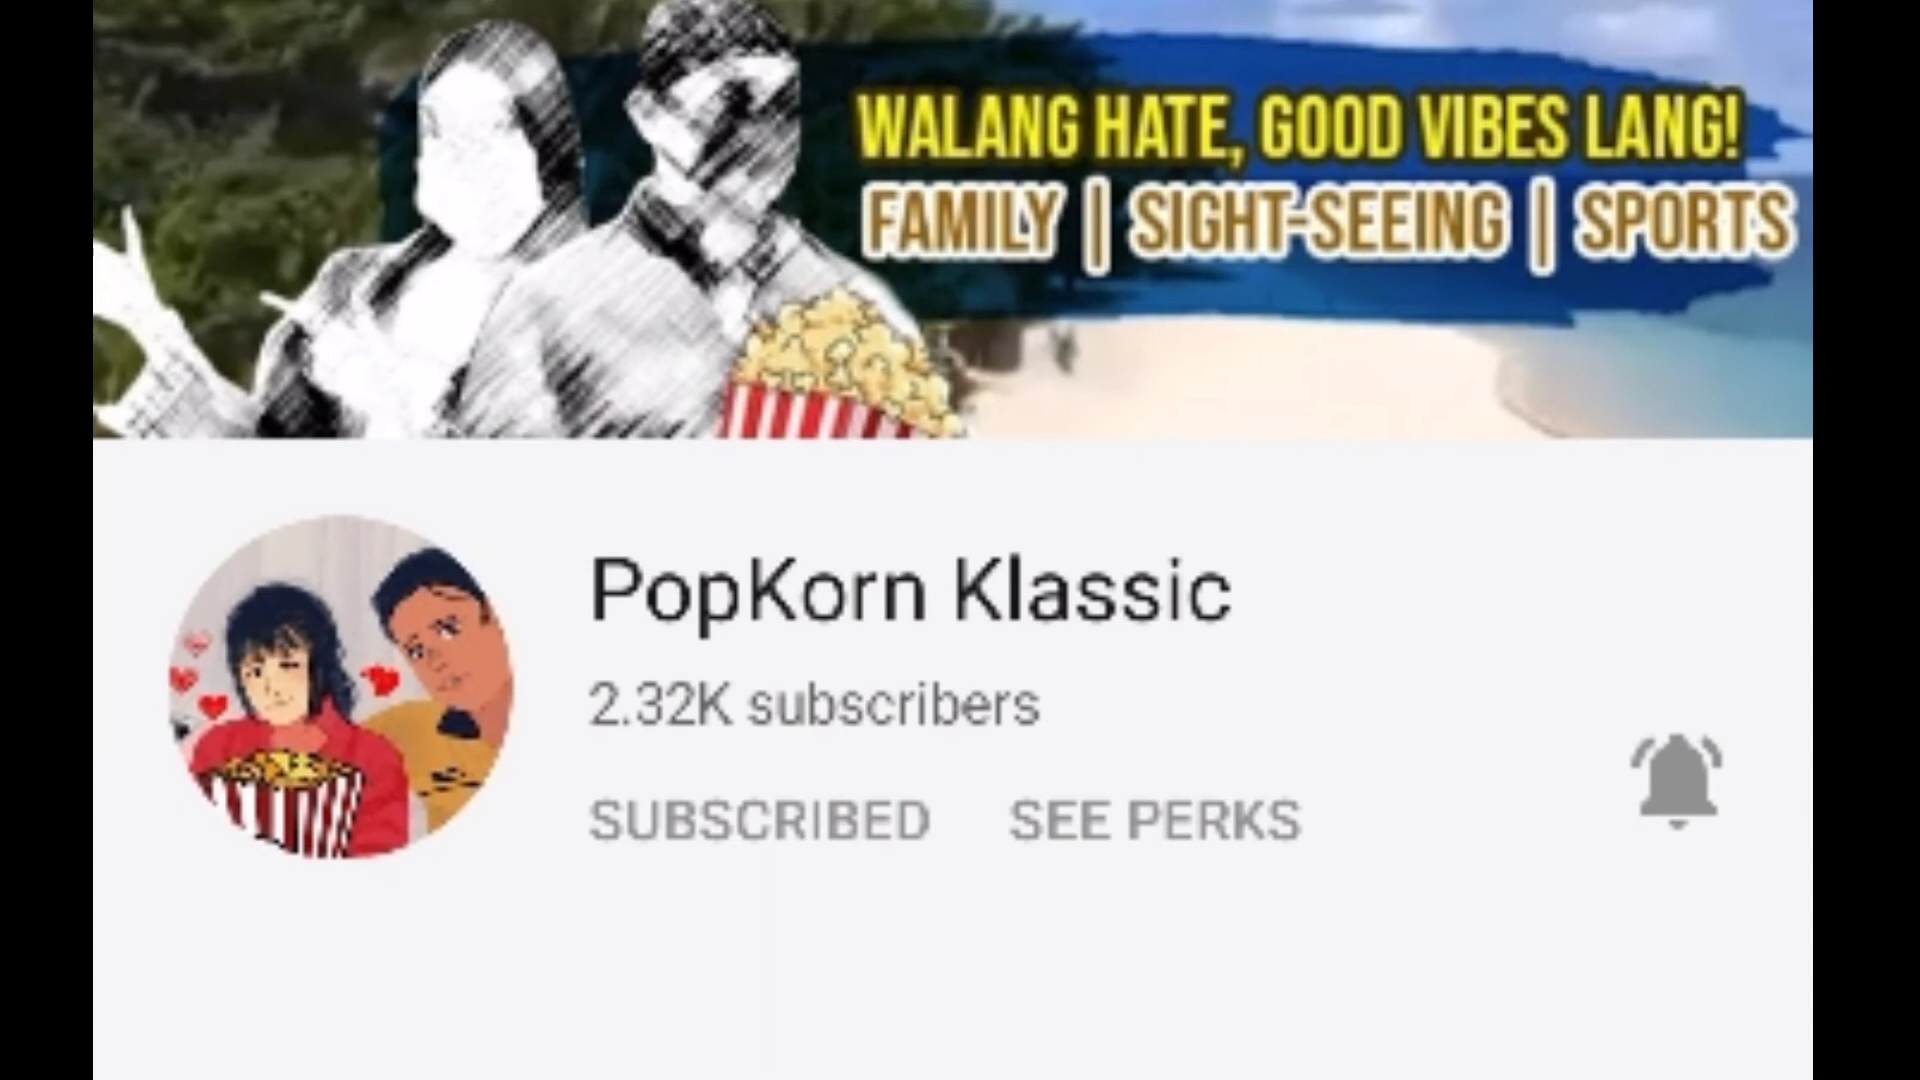 WALANG HATE, GOOD VIBES LANG!
FAMILY | SIGHT-SEEING | SPORTS
PopKorn Klassic
2.32K subscribers
SUBSCRIBED SEE PERKS